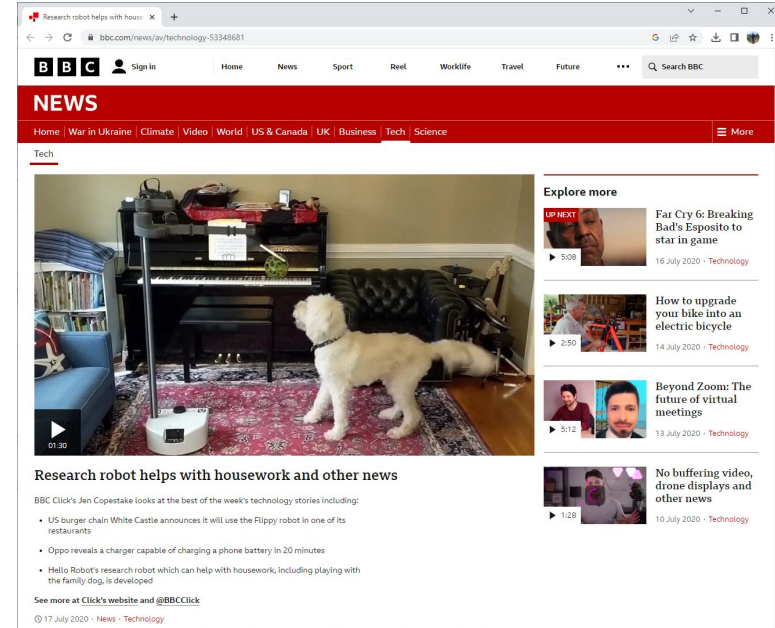 Research robot helps with house
bbc.com/news/av/technology-53348681
BBC
Sign in
Home
News
Sport
Reel
Worklife
Travel
Future
Search BBC
NEWS
Home
War in Ukraine
Climate
Video
World
US & Canada
UK
Business
Tech
Science
More
Tech
01:30
Research robot helps with housework and other news
BBC Click's Jen Copestake looks at the best of the week's technology stories including:
• US burger chain White Castle announces it will use the Flippy robot in one of its
restaurants
• Oppo reveals a charger capable of charging a phone battery in 20 minutes
• Hello Robot's research robot which can help with housework, including playing with
the family dog, is developed
See more at Click's website and @BBCClick
17 July 2020 · News · Technology
Explore more
UP NEXT
5:08
Far Cry 6: Breaking
Bad's Esposito to
star in game
16 July 2020 · Technology
2:50
How to upgrade
your bike into an
electric bicycle
14 July 2020 · Technology
5:12
Beyond Zoom: The
future of virtual
meetings
13 July 2020 · Technology
1:28
No buffering video,
drone displays and
other news
10 July 2020 · Technology